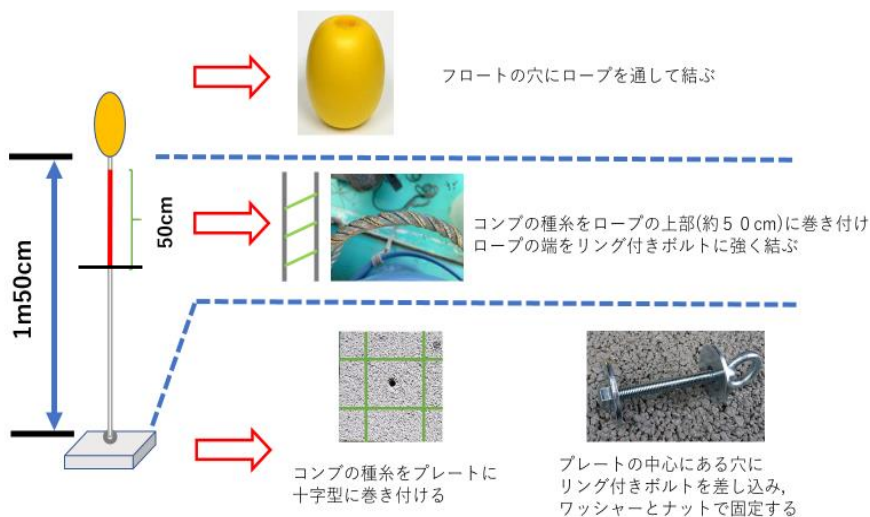 フロートの穴にロープを通して結ぶ
1m50cm
50cm
コンブの種糸をロープの上部(約５０cm)に巻き付け
ロープの端をリング付きボルトに強く結ぶ
コンブの種糸をプレートに
十字型に巻き付ける
プレートの中心にある穴に
リング付きボルトを差し込み,
ワッシャーとナットで固定する